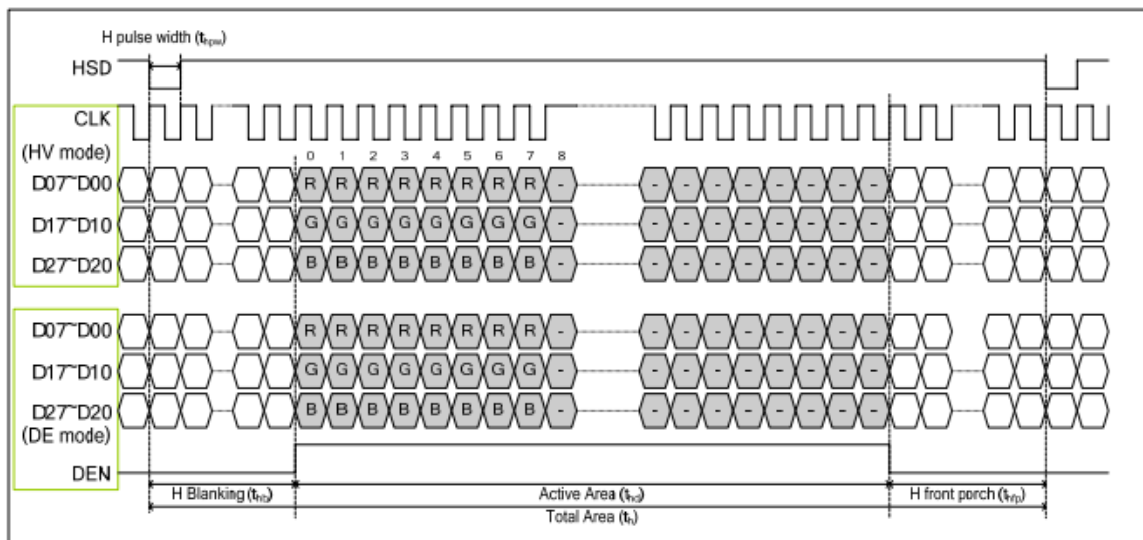 H pulse width (thpw)
HSD
CLK
(HV mode)
0 1 2 3 4 5 6 7 8
D07~D00 R R R R R R R R - - - - - - - - -
D17~D10 G G G G G G G G - - - - - - - - -
D27~D20 B B B B B B B B - - - - - - - - -
D07~D00 R R R R R R R R - - - - - - - - -
D17~D10 G G G G G G G G - - - - - - - - -
D27~D20 B B B B B B B B - - - - - - - - -
(DE mode)
DEN
H Blanking (thb) Active Area (thd) H front porch (thfp)
Total Area (th)